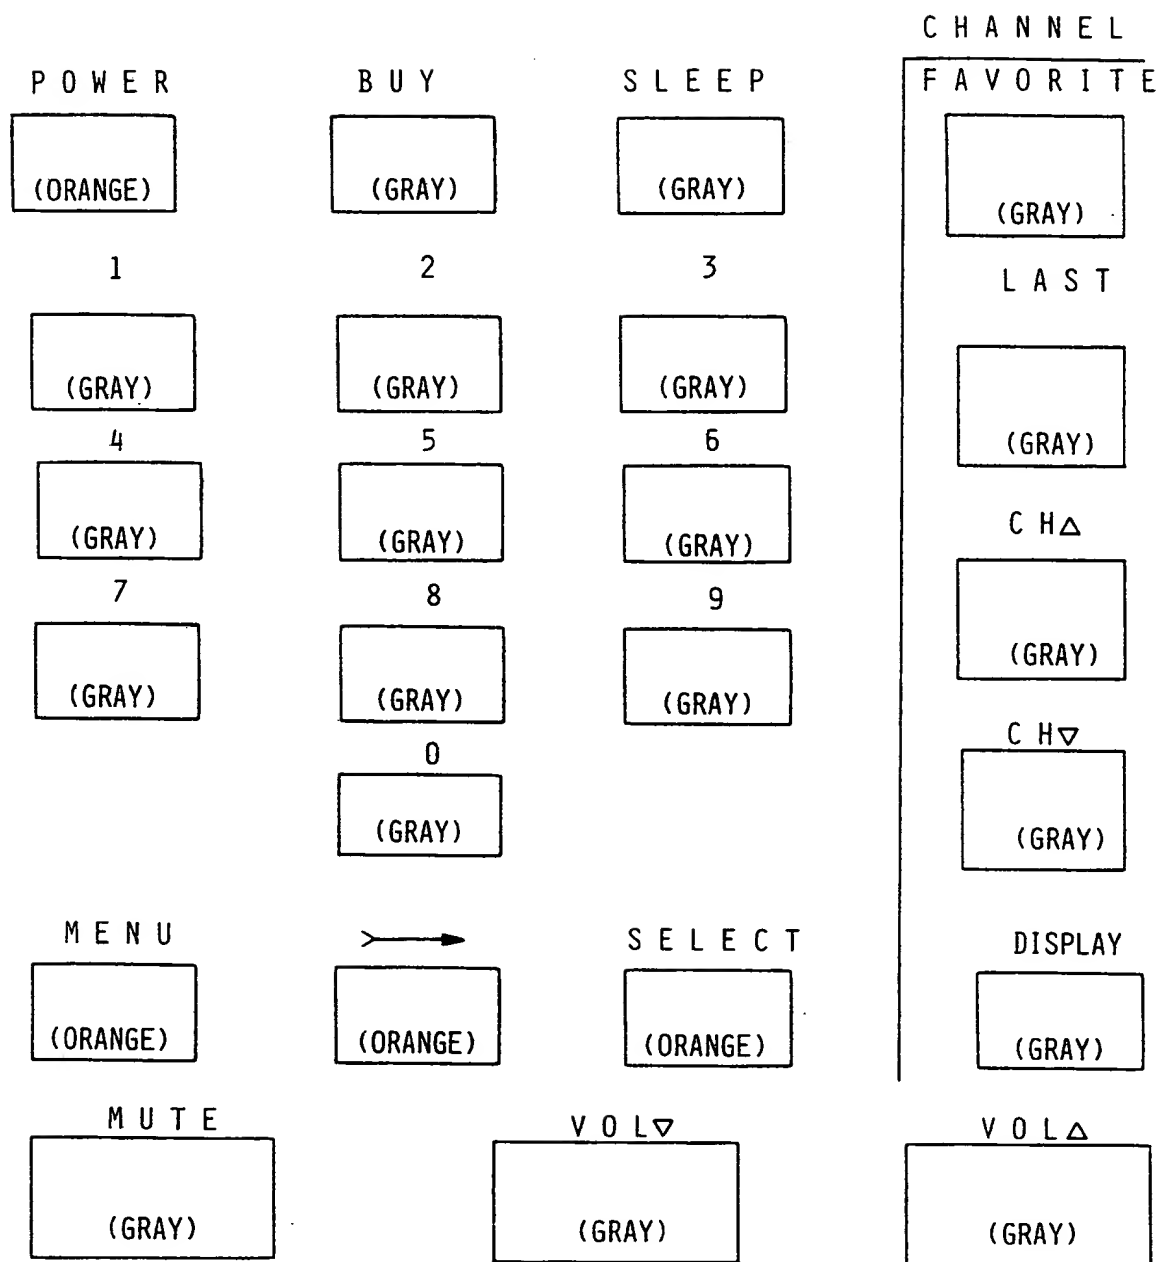 CHANNEL
POWER BUY SLEEP FAVORITE
(ORANGE) (GRAY) (GRAY) (GRAY)
1 2 3 LAST
(GRAY) (GRAY) (GRAY) (GRAY)
4 5 6 CH△
(GRAY) (GRAY) (GRAY) (GRAY)
7 8 9 CH▽
(GRAY) (GRAY) (GRAY) (GRAY)
0
(GRAY)
MENU SELECT DISPLAY
(ORANGE) (ORANGE) (ORANGE) (GRAY)
MUTE VOL▽ VOL△
(GRAY) (GRAY) (GRAY)